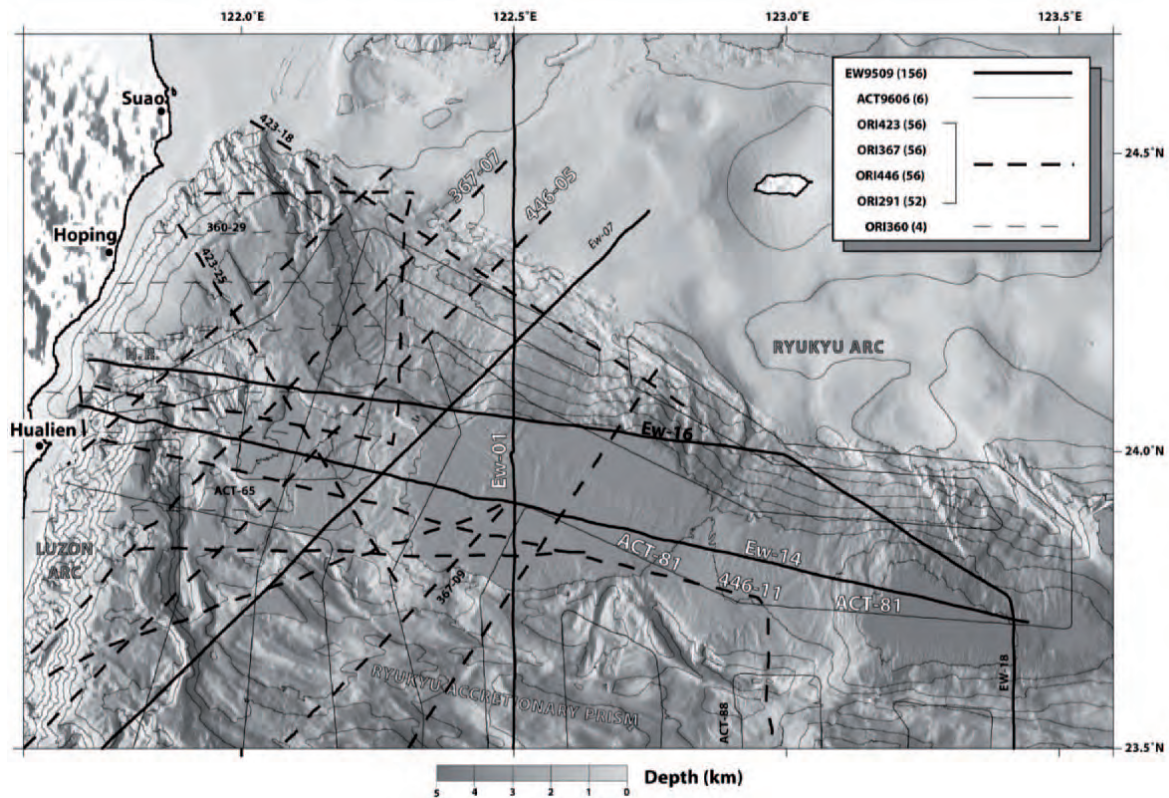 122.0°E 122.5°E 123.0°E 123.5°E
EW9509 (156)
ACT9606 (6)
ORI423 (56)
ORI367 (56)
ORI446 (56)
ORI291 (52)
ORI360 (4)
Suao
423-18
24.5°N
367-07
446-05
360-29
Ew-07
Hoping
423-25
RYUKYU ARC
H. R.
Hualien
Ew-16
24.0°N
Ew-01
ACT-65
LUZON
ARC
ACT-81
Ew-14
367-09
446-11
ACT-81
RYUKYU ACCRETIONARY PRISM
EW-18
ACT-88
23.5°N
5 4 3 2 1 0
Depth (km)